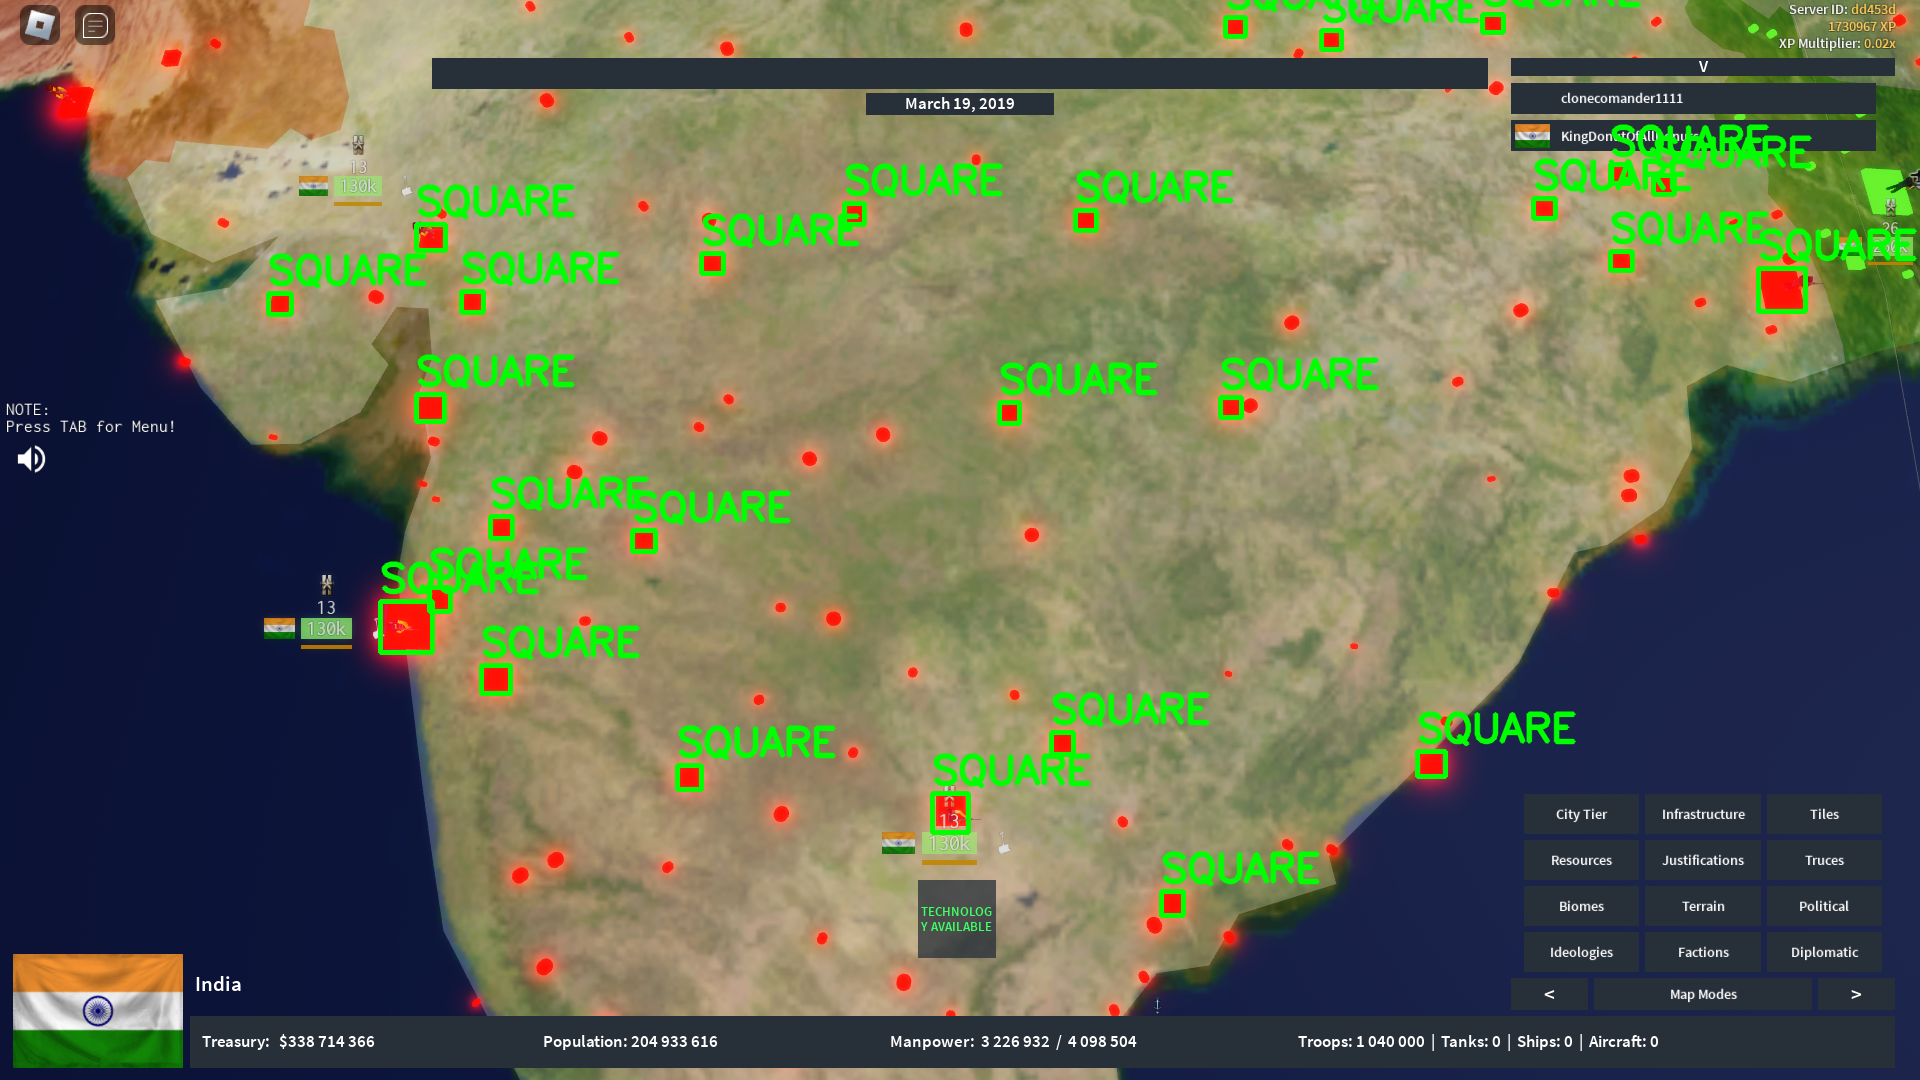 SQUARE
SQUARE
SQUARE
Server ID: dd453d
1730967 XP
XP Multiplier: 0.02x
V
March 19, 2019
clonecomander1111
SQUARE
SQUARE
SQUARE
13
130k
SQUARE
SQUARE
SQUARE
SQUARE
SQUARE
SQUARE
26
SQUARE
SQUARE
SQUARE
SQUARE
SQUARE
SQUARE
NOTE:
Press TAB for Menu!
SQUARE
SQUARE
SQUARE
SQUARE
13
130k
SQUARE
SQUARE
SQUARE
SQUARE
SQUARE
13
130k
SQUARE
TECHNOLOG
Y AVAILABLE
City Tier
Infrastructure
Tiles
Resources
Justifications
Truces
Biomes
Terrain
Political
Ideologies
Factions
Diplomatic
<
Map Modes
>
India
Treasury: $338 714 366
Population: 204 933 616
Manpower: 3 226 932 / 4 098 504
Troops: 1 040 000 | Tanks: 0 | Ships: 0 | Aircraft: 0